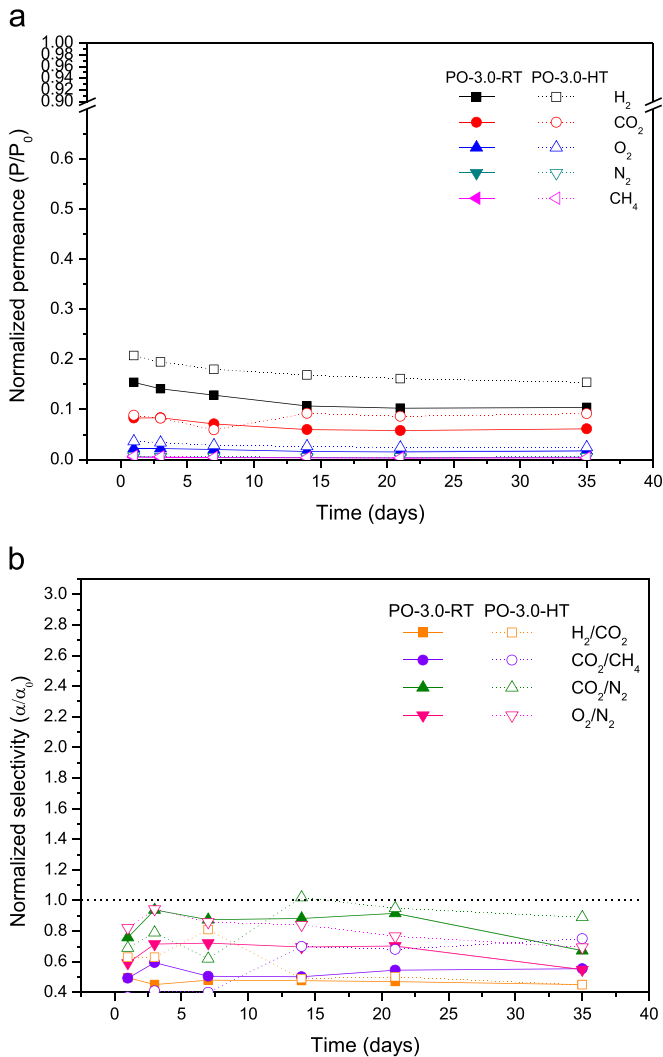 a
1.00
0.98
0.96
0.94
0.92
0.90
0.6
0.5
0.4
0.3
0.2
0.1
0.0
Normalized permeance (P/P₀)
PO-3.0-RT PO-3.0-HT
H₂
CO₂
O₂
N₂
CH₄
0 5 10 15 20 25 30 35 40
Time (days)
b
3.0
2.8
2.6
2.4
2.2
2.0
1.8
1.6
1.4
1.2
1.0
0.8
0.6
0.4
Normalized selectivity (α/α₀)
PO-3.0-RT PO-3.0-HT
H₂/CO₂
CO₂/CH₄
CO₂/N₂
O₂/N₂
0 5 10 15 20 25 30 35 40
Time (days)